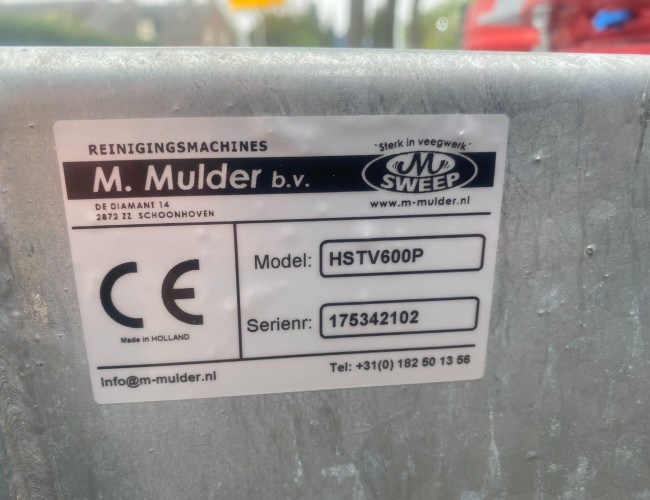 REINIGINGSMACHINES
M. Mulder b.v.
DE DIAMANT 14
2872 ZZ SCHOONHOVEN
"Sterk in veegwerk"
M
SWEEP
www.m-mulder.nl
CE
Made in HOLLAND
Model: HSTV600P
Serienr: 175342102
Info@m-mulder.nl
Tel: +31(0) 182 50 13 56